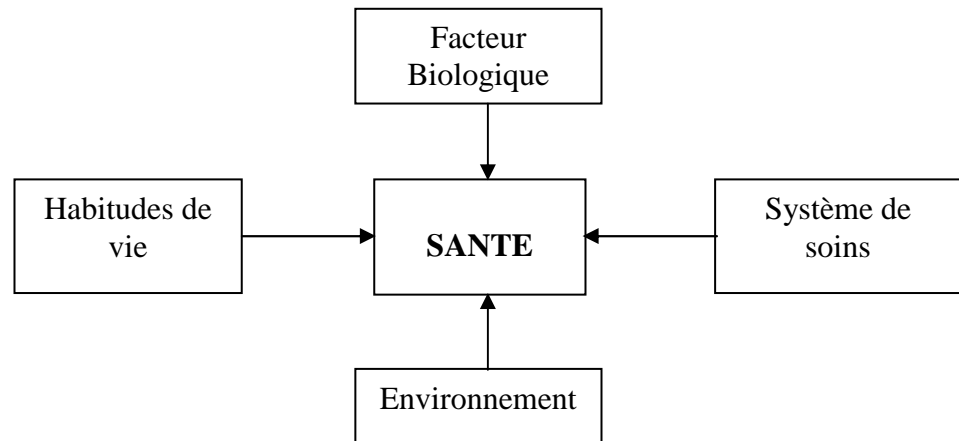 Facteur
Biologique
Habitudes de
vie
SANTE
Système de
soins
Environnement